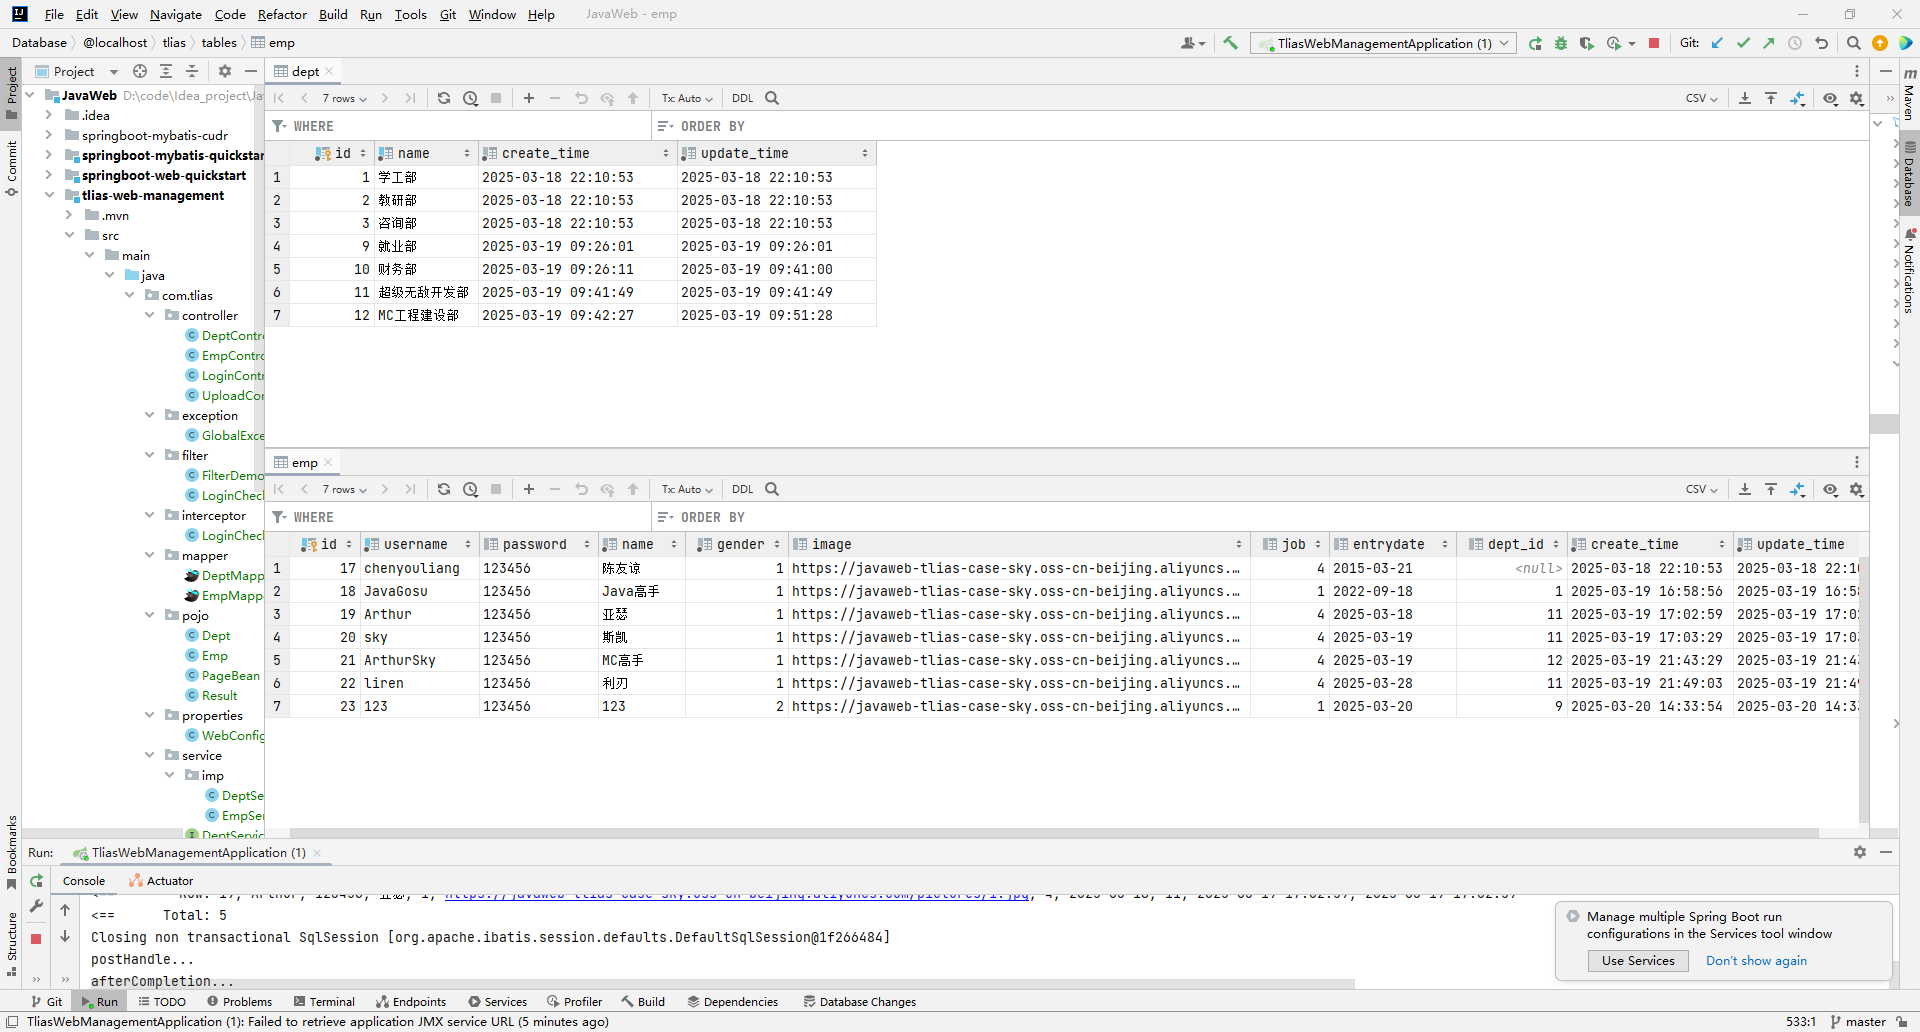 File Edit View Navigate Code Refactor Build Run Tools Git Window Help JavaWeb - emp
Database @localhost tlias tables emp TliasWebManagementApplication (1) Git:
Project dept
JavaWeb D:\code\Idea_project\Ja
7 rows Tx: Auto DDL CSV
.idea
WHERE ORDER BY
springboot-mybatis-cudr
springboot-mybatis-quickstar
springboot-web-quickstart
tlias-web-management
.mvn
src
main
java
com.tlias
controller
DeptContr
EmpContro
LoginContr
UploadCon
exception
GlobalExce
filter
FilterDemo
LoginChec
interceptor
LoginChec
mapper
DeptMapp
EmpMapp
pojo
Dept
Emp
PageBean
Result
properties
WebConfig
service
imp
DeptSe
EmpSer
DeptServic
id name create_time update_time
1 1 学工部 2025-03-18 22:10:53 2025-03-18 22:10:53
2 2 教研部 2025-03-18 22:10:53 2025-03-18 22:10:53
3 3 咨询部 2025-03-18 22:10:53 2025-03-18 22:10:53
4 9 就业部 2025-03-19 09:26:01 2025-03-19 09:26:01
5 10 财务部 2025-03-19 09:26:11 2025-03-19 09:41:00
6 11 超级无敌开发部 2025-03-19 09:41:49 2025-03-19 09:41:49
7 12 MC工程建设部 2025-03-19 09:42:27 2025-03-19 09:51:28
emp
7 rows Tx: Auto DDL CSV
WHERE ORDER BY
id username password name gender image job entrydate dept_id create_time update_time
1 17 chenyouliang 123456 陈友谅 1 https://javaweb-tlias-case-sky.oss-cn-beijing.aliyuncs.… 4 2015-03-21 <null> 2025-03-18 22:10:53 2025-03-18 22:10
2 18 JavaGosu 123456 Java高手 1 https://javaweb-tlias-case-sky.oss-cn-beijing.aliyuncs.… 1 2022-09-18 1 2025-03-19 16:58:56 2025-03-19 16:58
3 19 Arthur 123456 亚瑟 1 https://javaweb-tlias-case-sky.oss-cn-beijing.aliyuncs.… 4 2025-03-18 11 2025-03-19 17:02:59 2025-03-19 17:02
4 20 sky 123456 斯凯 1 https://javaweb-tlias-case-sky.oss-cn-beijing.aliyuncs.… 4 2025-03-19 11 2025-03-19 17:03:29 2025-03-19 17:03
5 21 ArthurSky 123456 MC高手 1 https://javaweb-tlias-case-sky.oss-cn-beijing.aliyuncs.… 4 2025-03-19 12 2025-03-19 21:43:29 2025-03-19 21:43
6 22 liren 123456 利刃 1 https://javaweb-tlias-case-sky.oss-cn-beijing.aliyuncs.… 4 2025-03-28 11 2025-03-19 21:49:03 2025-03-19 21:49
7 23 123 123456 123 2 https://javaweb-tlias-case-sky.oss-cn-beijing.aliyuncs.… 1 2025-03-20 9 2025-03-20 14:33:54 2025-03-20 14:33
Project
Commit
Bookmarks
Structure
Maven
Database
Notifications
Run: TliasWebManagementApplication (1)
Console Actuator
<== Total: 5
Closing non transactional SqlSession [org.apache.ibatis.session.defaults.DefaultSqlSession@1f266484]
postHandle...
afterCompletion...
Manage multiple Spring Boot run
configurations in the Services tool window
Use Services Don't show again
Git Run TODO Problems Terminal Endpoints Services Profiler Build Dependencies Database Changes
TliasWebManagementApplication (1): Failed to retrieve application JMX service URL (5 minutes ago) 533:1 master